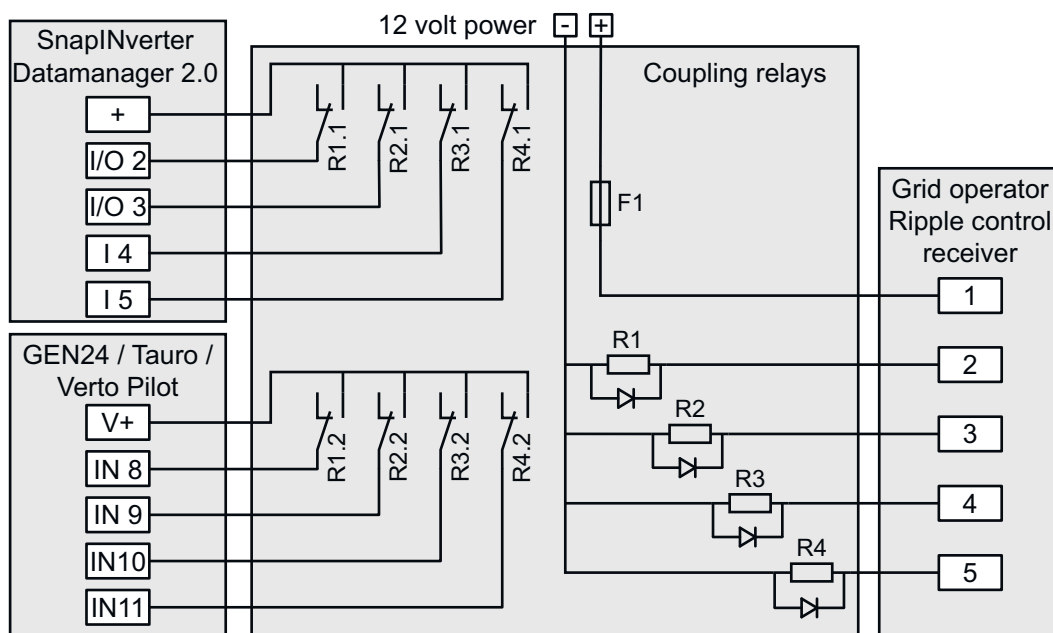 12 volt power
-
+
SnapINverter
Datamanager 2.0
+
I/O 2
I/O 3
I 4
I 5
R1.1
R2.1
R3.1
R4.1
Coupling relays
F1
Grid operator
Ripple control
receiver
1
2
3
4
5
R1
R2
R3
R4
GEN24 / Tauro /
Verto Pilot
V+
IN 8
IN 9
IN10
IN11
R1.2
R2.2
R3.2
R4.2